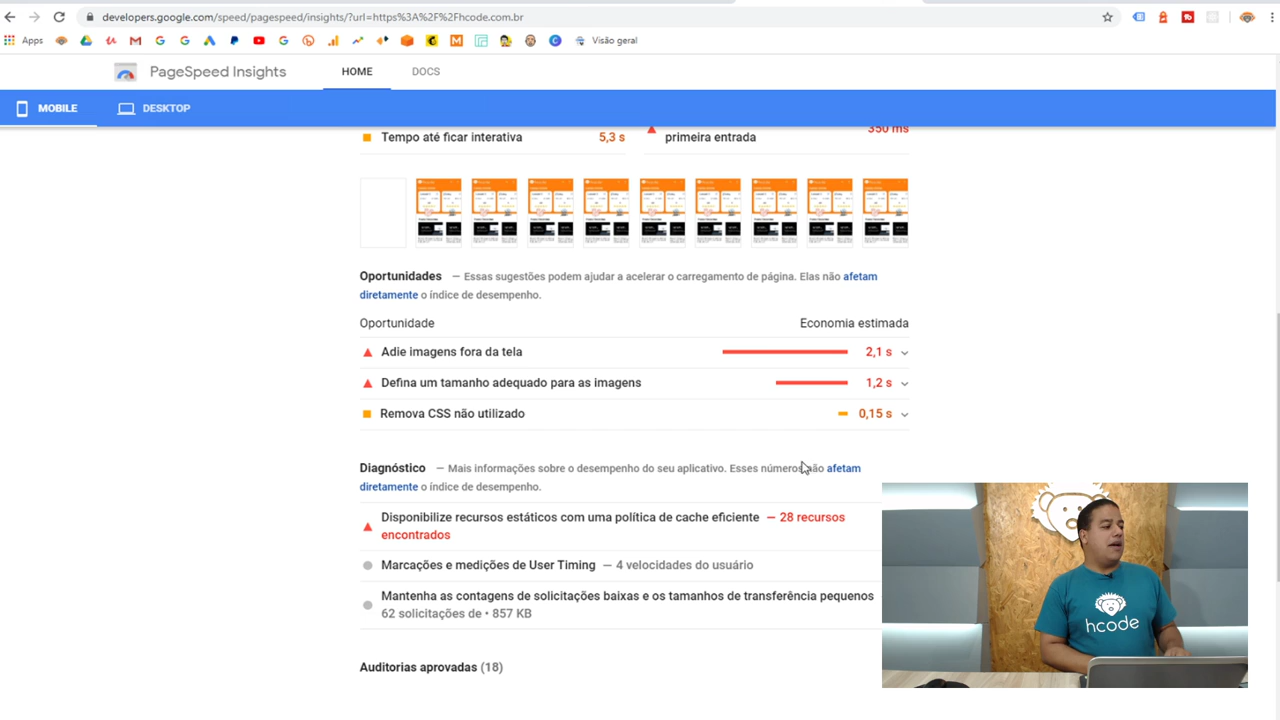 developers.google.com/speed/pagespeed/insights/?url=https%3A%2F%2Fhcode.com.br
Apps
Visão geral
PageSpeed Insights
HOME
DOCS
MOBILE
DESKTOP
Tempo até ficar interativa
5,3 s
primeira entrada
350 ms
Oportunidades — Essas sugestões podem ajudar a acelerar o carregamento de página. Elas não afetam
diretamente o índice de desempenho.
Oportunidade
Economia estimada
Adie imagens fora da tela
2,1 s
Defina um tamanho adequado para as imagens
1,2 s
Remova CSS não utilizado
0,15 s
Diagnóstico — Mais informações sobre o desempenho do seu aplicativo. Esses números não afetam
diretamente o índice de desempenho.
Disponibilize recursos estáticos com uma política de cache eficiente — 28 recursos
encontrados
Marcações e medições de User Timing — 4 velocidades do usuário
Mantenha as contagens de solicitações baixas e os tamanhos de transferência pequenos
62 solicitações de • 857 KB
Auditorias aprovadas (18)
hcode